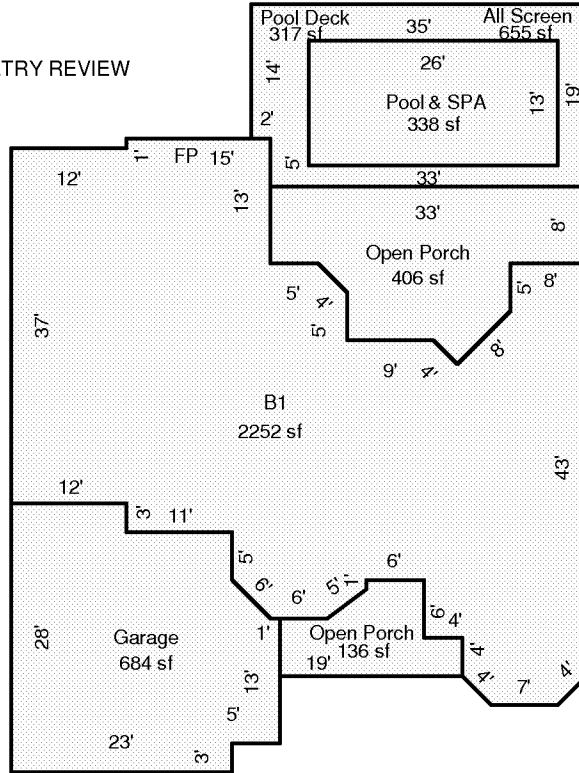 Pool Deck
317 sf
35'
All Screen
655 sf
TRY REVIEW
14'
26'
19'
Pool & SPA
338 sf
13'
2'
1'
FP
15'
5'
12'
33'
13'
33'
8'
Open Porch
406 sf
5'
4'
5'
8'
5'
37'
9'
4'
8'
B1
2252 sf
43'
12'
3'
11'
5'
6'
6'
5'
1'
6'
6'
4'
28'
Garage
684 sf
1'
Open Porch
136 sf
4'
13'
19'
4'
7'
4'
5'
23'
3'